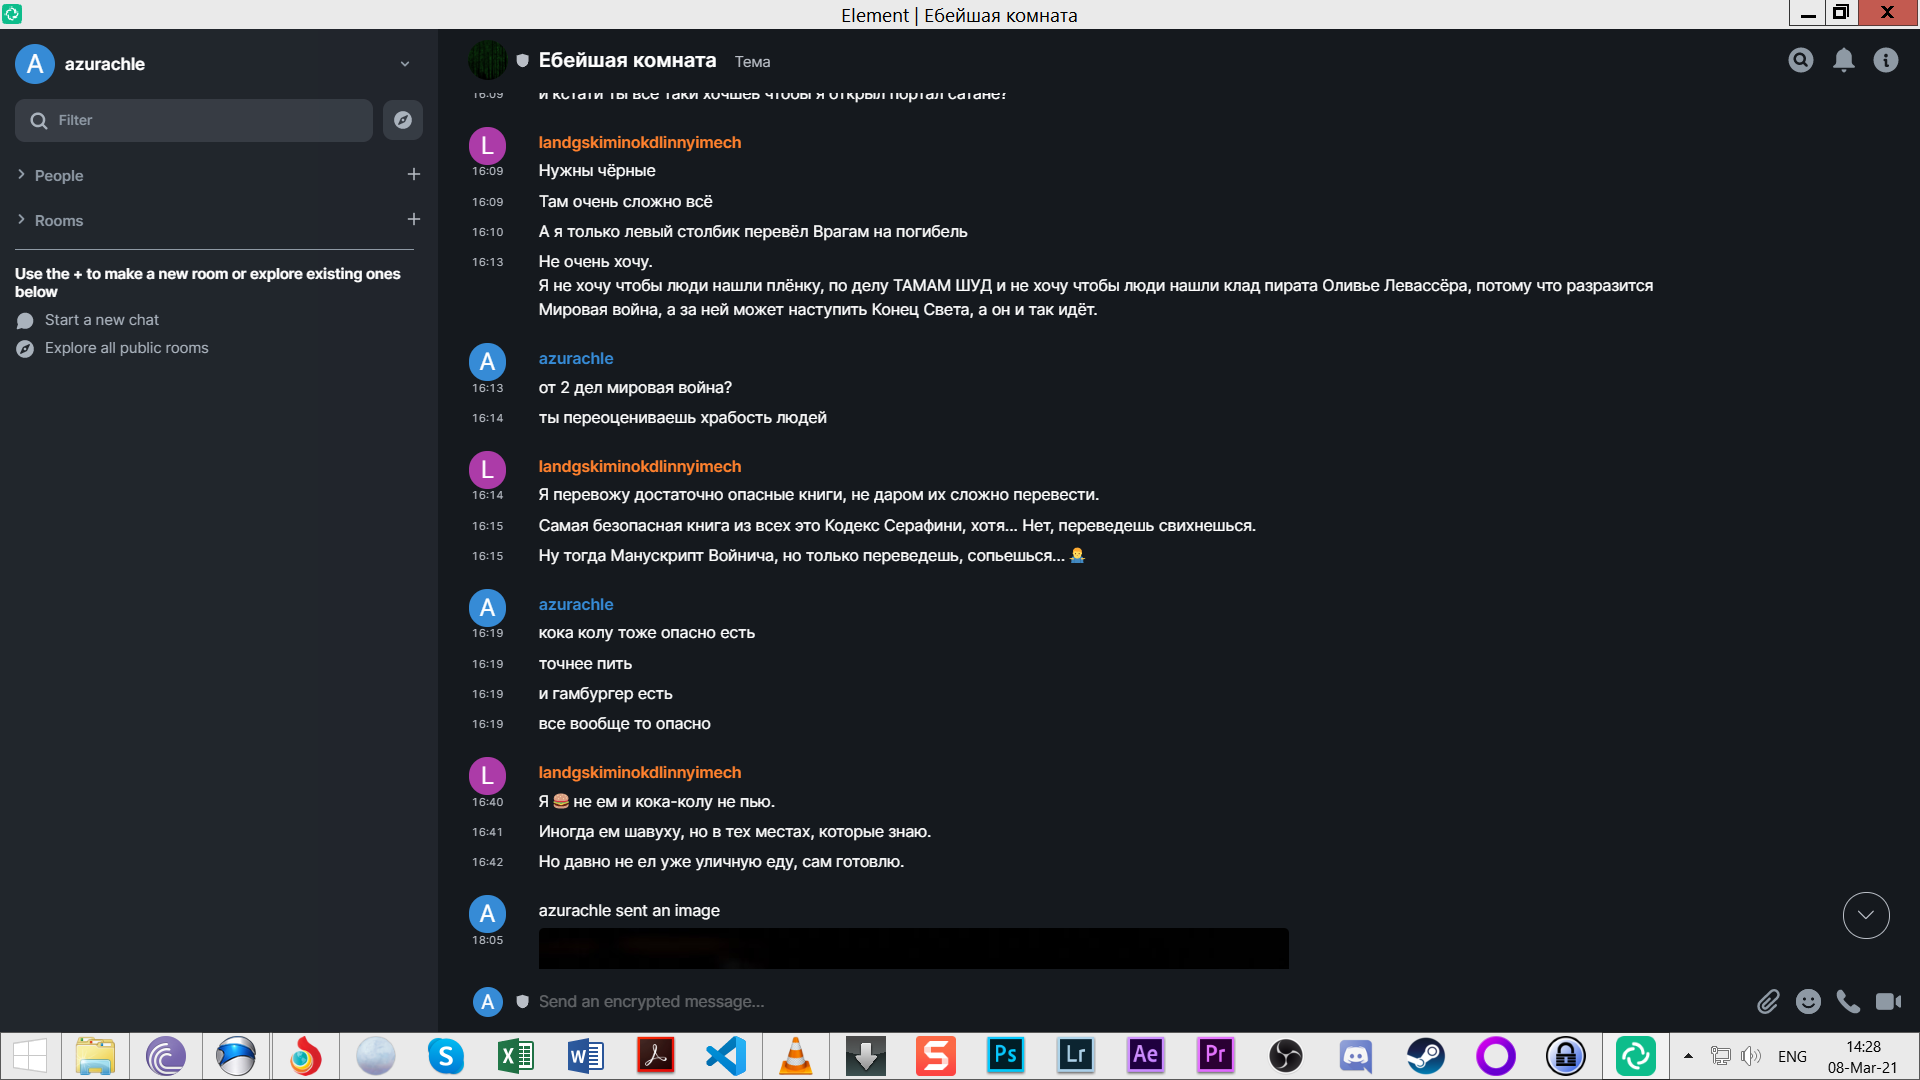 Element | Ебейшая комната
A azurachle
Filter
People
Rooms
Use the + to make a new room or explore existing ones
below
Start a new chat
Explore all public rooms
Ебейшая комната Тема
16:09 и кстати ты все таки хочшев чтобы я открыл портал сатане?
L landgskiminokdlinnyimech
16:09 Нужны чёрные
16:09 Там очень сложно всё
16:10 А я только левый столбик перевёл Врагам на погибель
16:13 Не очень хочу.
Я не хочу чтобы люди нашли плёнку, по делу ТАМАМ ШУД и не хочу чтобы люди нашли клад пирата Оливье Левассёра, потому что разразится
Мировая война, а за ней может наступить Конец Света, а он и так идёт.
A azurachle
16:13 от 2 дел мировая война?
16:14 ты переоцениваешь храбость людей
L landgskiminokdlinnyimech
16:14 Я перевожу достаточно опасные книги, не даром их сложно перевести.
16:15 Самая безопасная книга из всех это Кодекс Серафини, хотя... Нет, переведешь свихнешься.
16:15 Ну тогда Манускрипт Войнича, но только переведешь, сопьешься...
A azurachle
16:19 кока колу тоже опасно есть
16:19 точнее пить
16:19 и гамбургер есть
16:19 все вообще то опасно
L landgskiminokdlinnyimech
16:40 Я 🍔 не ем и кока-колу не пью.
16:41 Иногда ем шавуху, но в тех местах, которые знаю.
16:42 Но давно не ел уже уличную еду, сам готовлю.
A azurachle sent an image
18:05
A Send an encrypted message...
S X W Ps Lr Ae Pr ENG 14:28
08-Mar-21